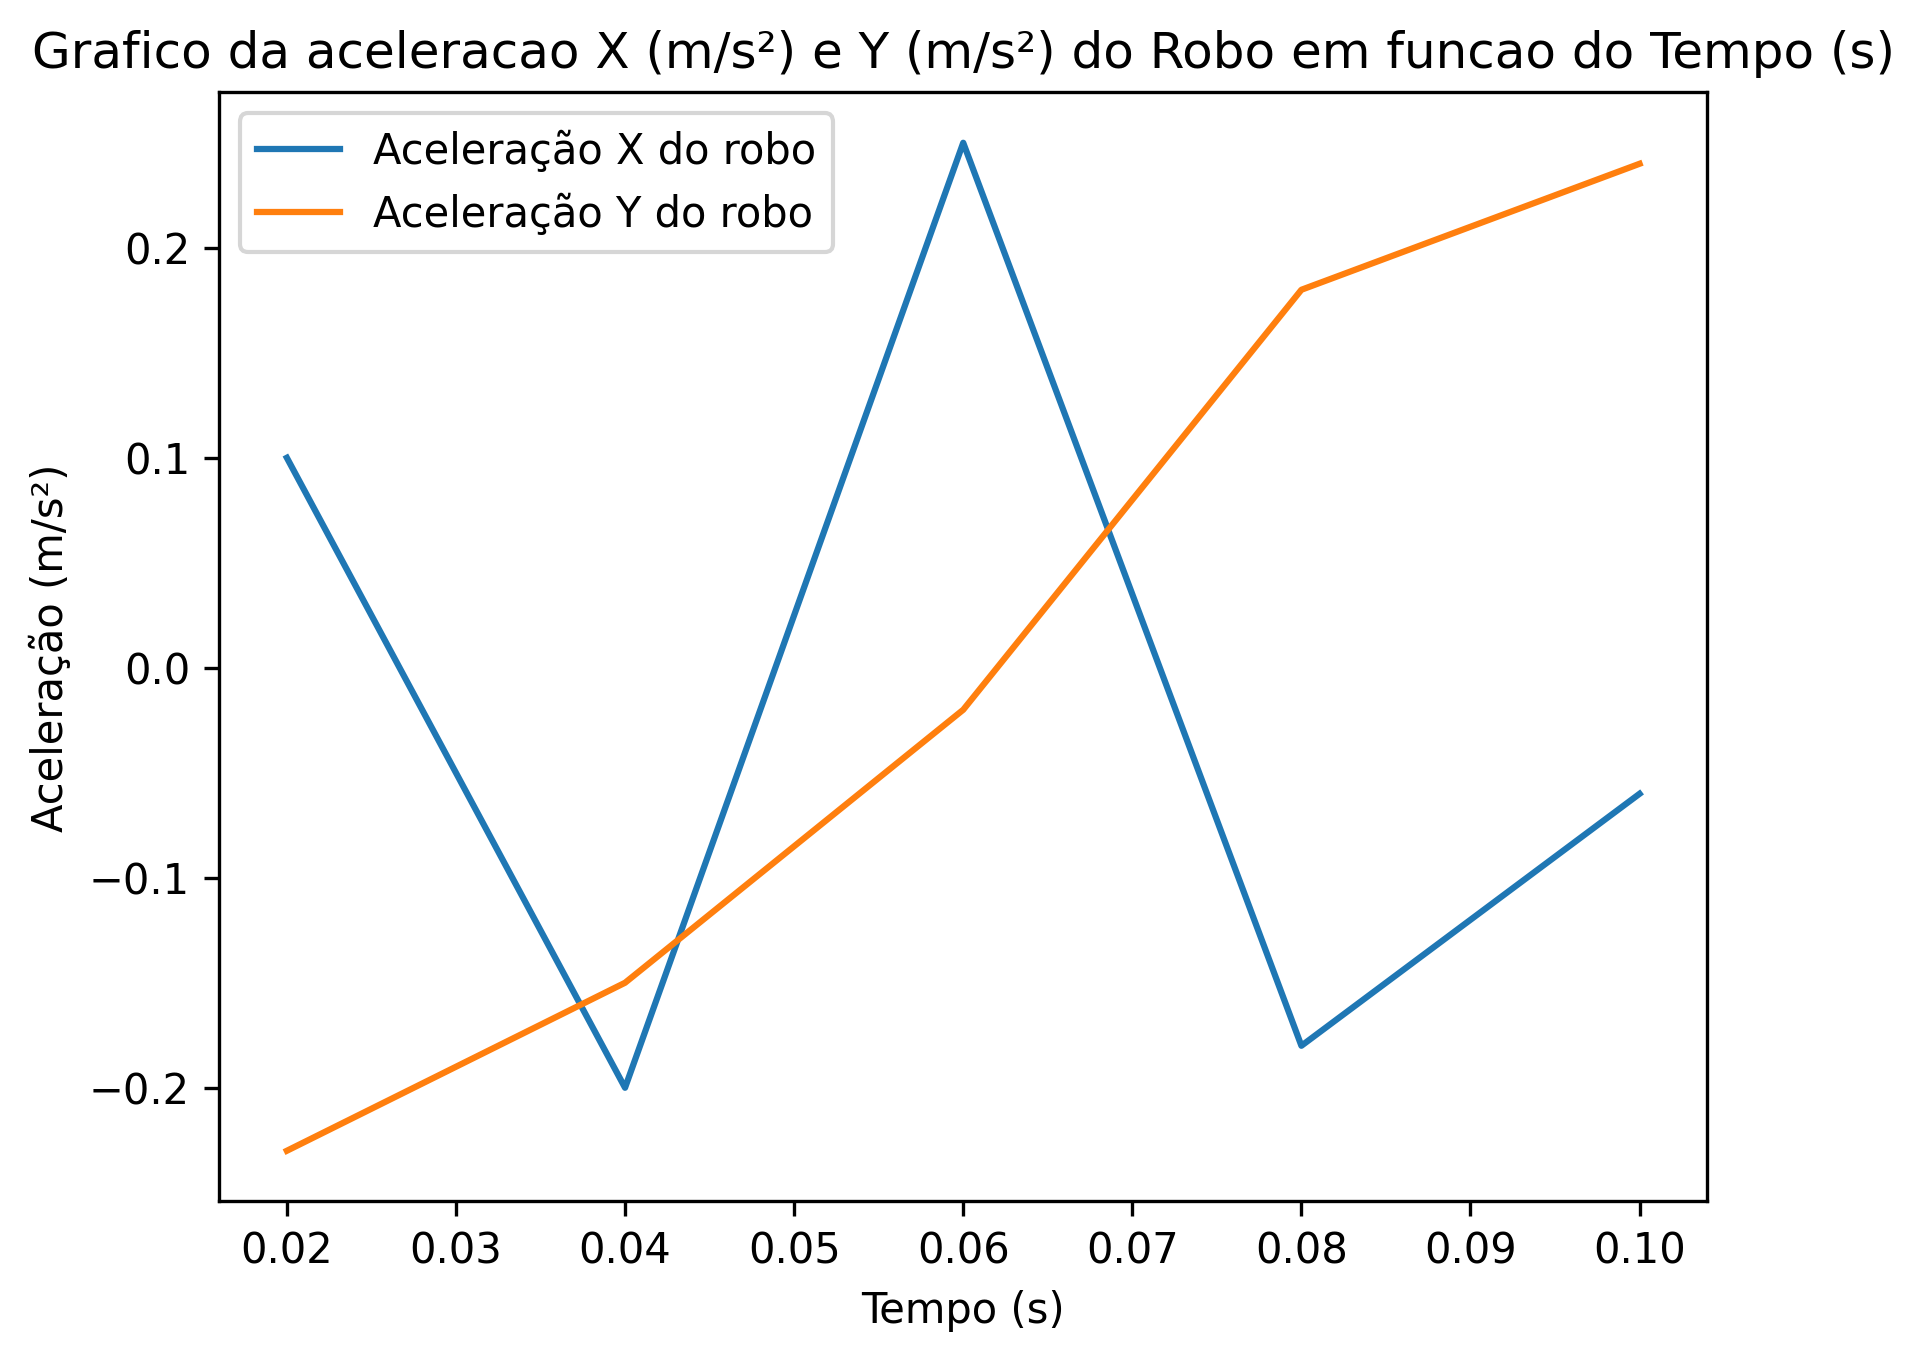 Grafico da aceleracao X (m/s²) e Y (m/s²) do Robo em funcao do Tempo (s)
Aceleração X do robo
Aceleração Y do robo
Aceleração (m/s²)
0.2
0.1
0.0
−0.1
−0.2
0.02 0.03 0.04 0.05 0.06 0.07 0.08 0.09 0.10
Tempo (s)